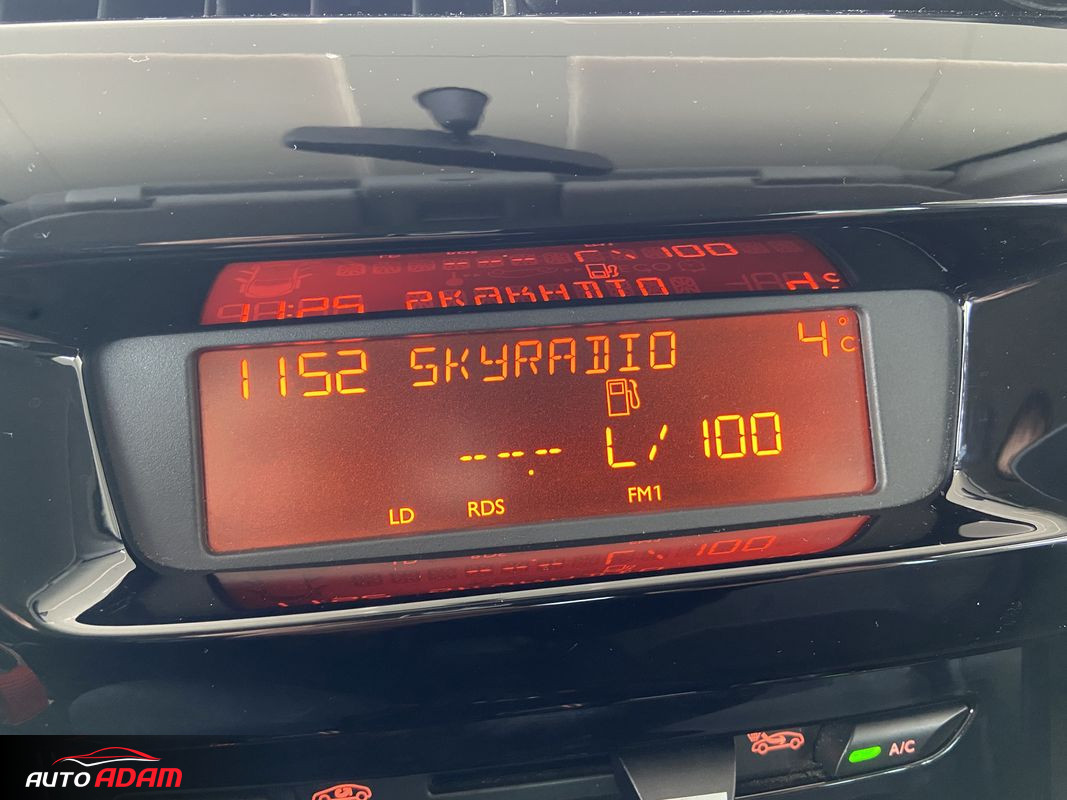 1152 SKYRADIO 4°C
--- --.-- L/100
LD RDS FM1
A/C
AUTO ADAM